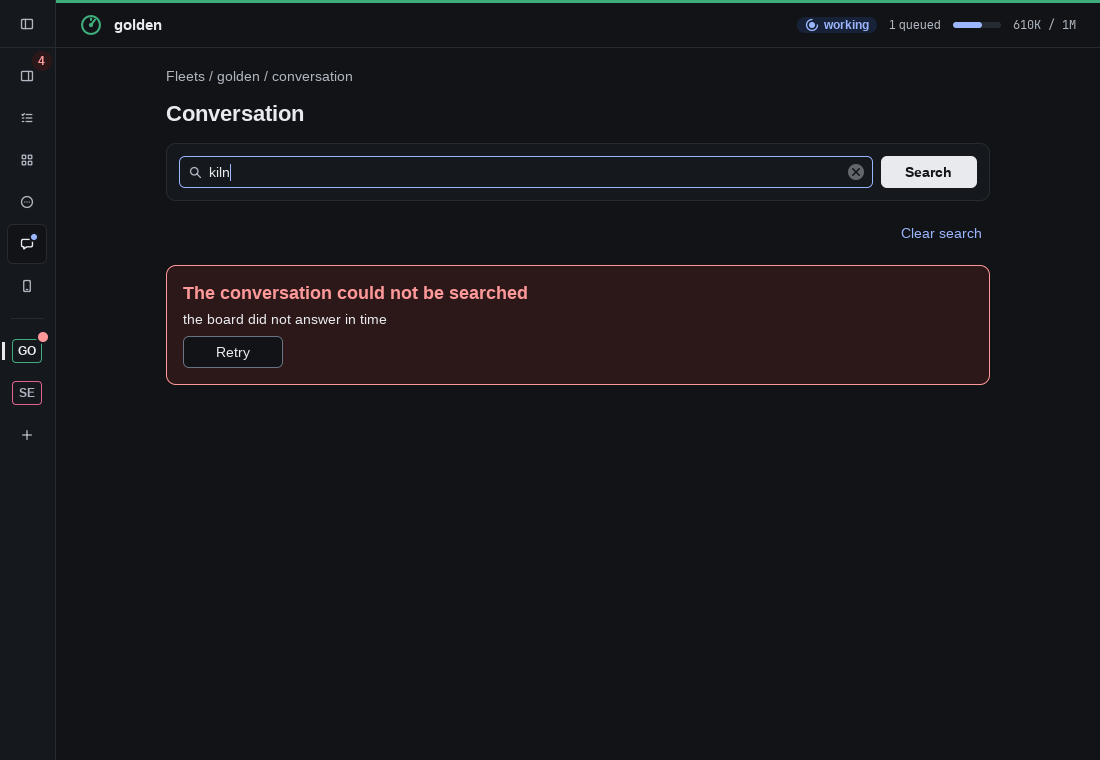 golden
working
1 queued
610K / 1M
4
Fleets / golden / conversation
Conversation
kiln
Search
Clear search
The conversation could not be searched
the board did not answer in time
Retry
GO
SE